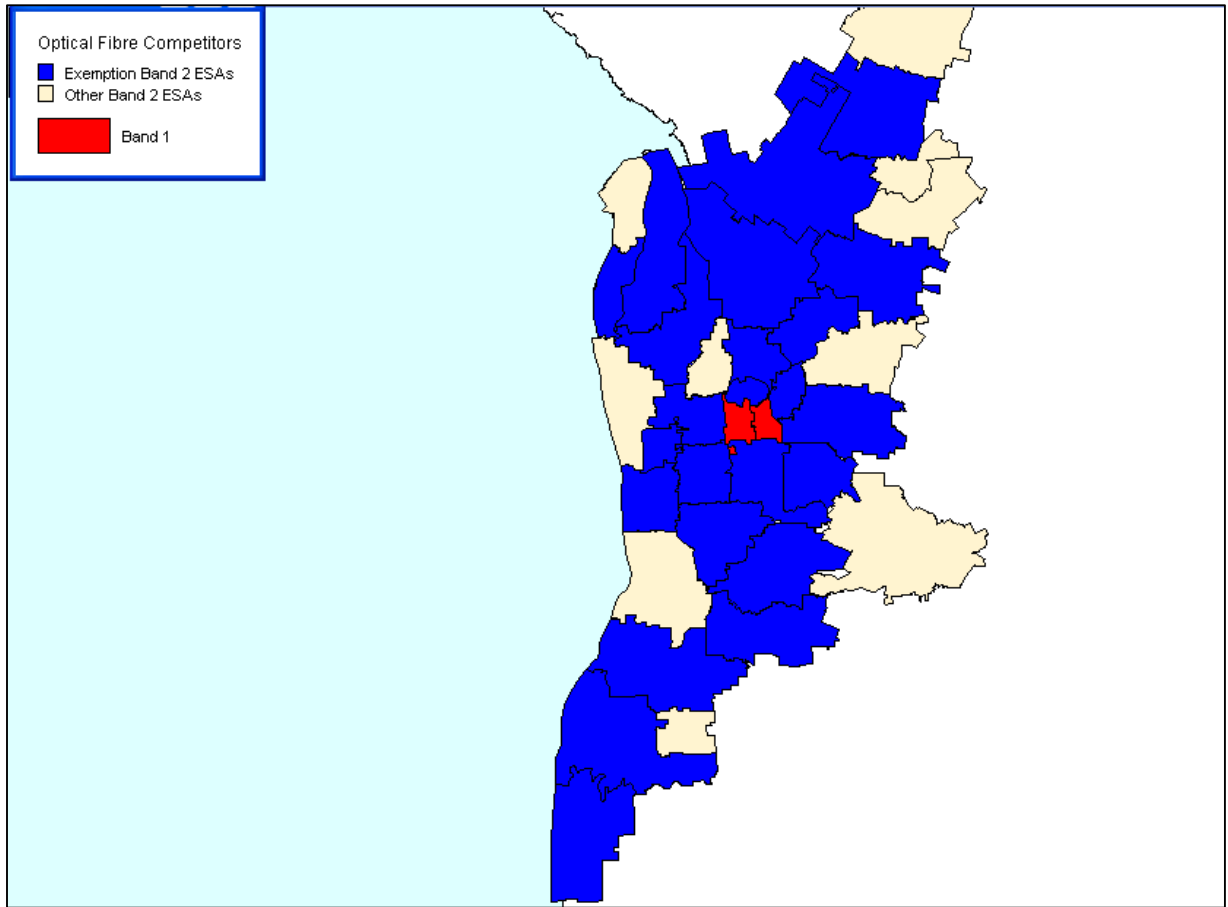 Optical Fibre Competitors
Exemption Band 2 ESAs
Other Band 2 ESAs
Band 1